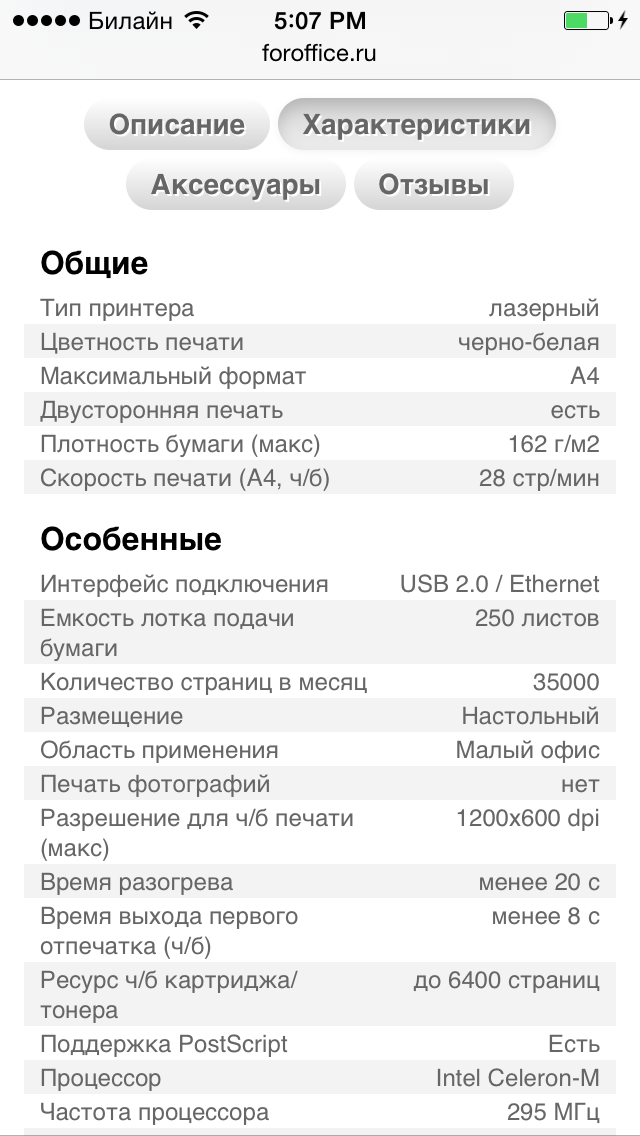 Билайн 5:07 PM
foroffice.ru
Описание Характеристики
Аксессуары Отзывы
Общие
Тип принтера лазерный
Цветность печати черно-белая
Максимальный формат A4
Двусторонняя печать есть
Плотность бумаги (макс) 162 г/м2
Скорость печати (A4, ч/б) 28 стр/мин
Особенные
Интерфейс подключения USB 2.0 / Ethernet
Емкость лотка подачи 250 листов
бумаги
Количество страниц в месяц 35000
Размещение Настольный
Область применения Малый офис
Печать фотографий нет
Разрешение для ч/б печати 1200x600 dpi
(макс)
Время разогрева менее 20 с
Время выхода первого менее 8 с
отпечатка (ч/б)
Ресурс ч/б картриджа/ до 6400 страниц
тонера
Поддержка PostScript Есть
Процессор Intel Celeron-M
Частота процессора 295 МГц